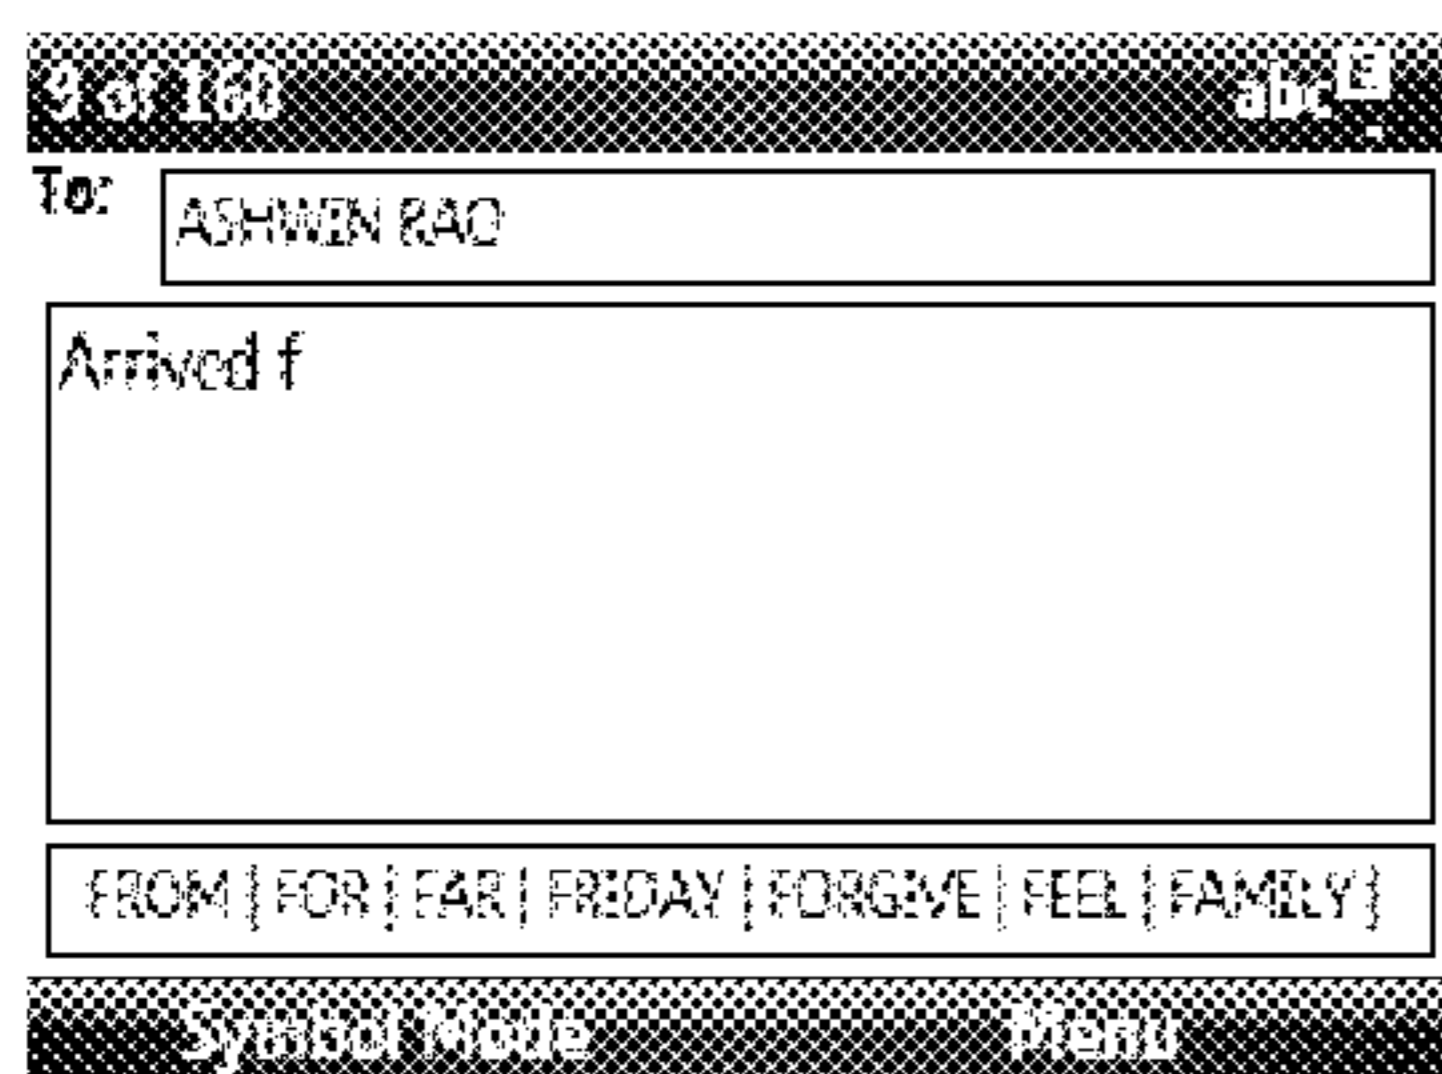 9 of 160 abc
To: ASHWIN RAO
Arrived f
FROM | FOR | FAR | FRIDAY | FORGIVE | FEEL | FAMILY |
Symbol Mode Menu